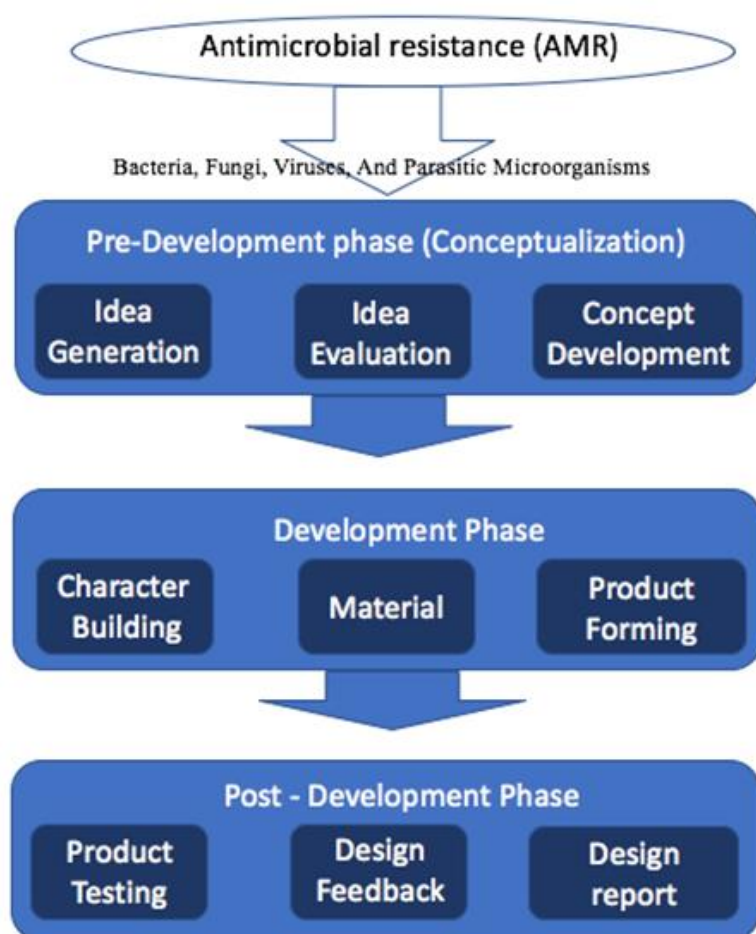 Antimicrobial resistance (AMR)
Bacteria, Fungi, Viruses, And Parasitic Microorganisms
Pre-Development phase (Conceptualization)
Idea
Generation
Idea
Evaluation
Concept
Development
Development Phase
Character
Building
Material
Product
Forming
Post - Development Phase
Product
Testing
Design
Feedback
Design
report